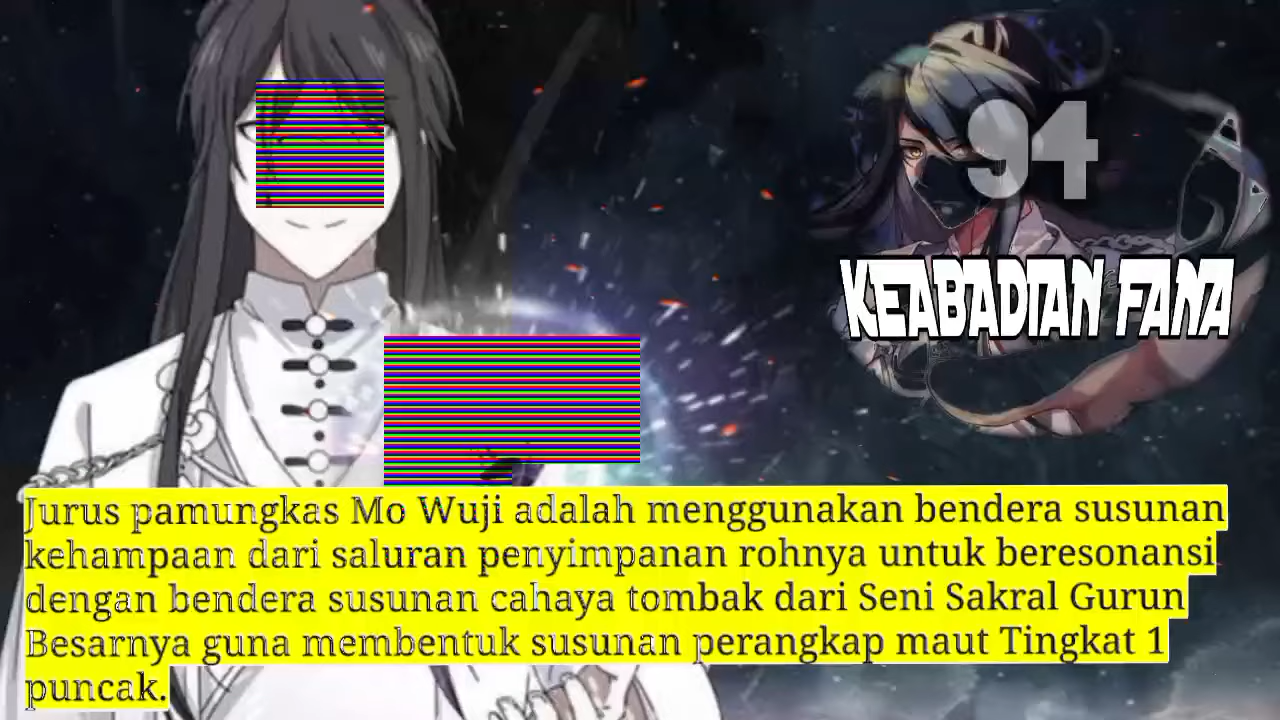 94
KEABADIAN FANA
Jurus pamungkas Mo Wuji adalah menggunakan bendera susunan
kehampaan dari saluran penyimpanan rohnya untuk beresonansi
dengan bendera susunan cahaya tombak dari Seni Sakral Gurun
Besarnya guna membentuk susunan perangkap maut Tingkat 1
puncak.